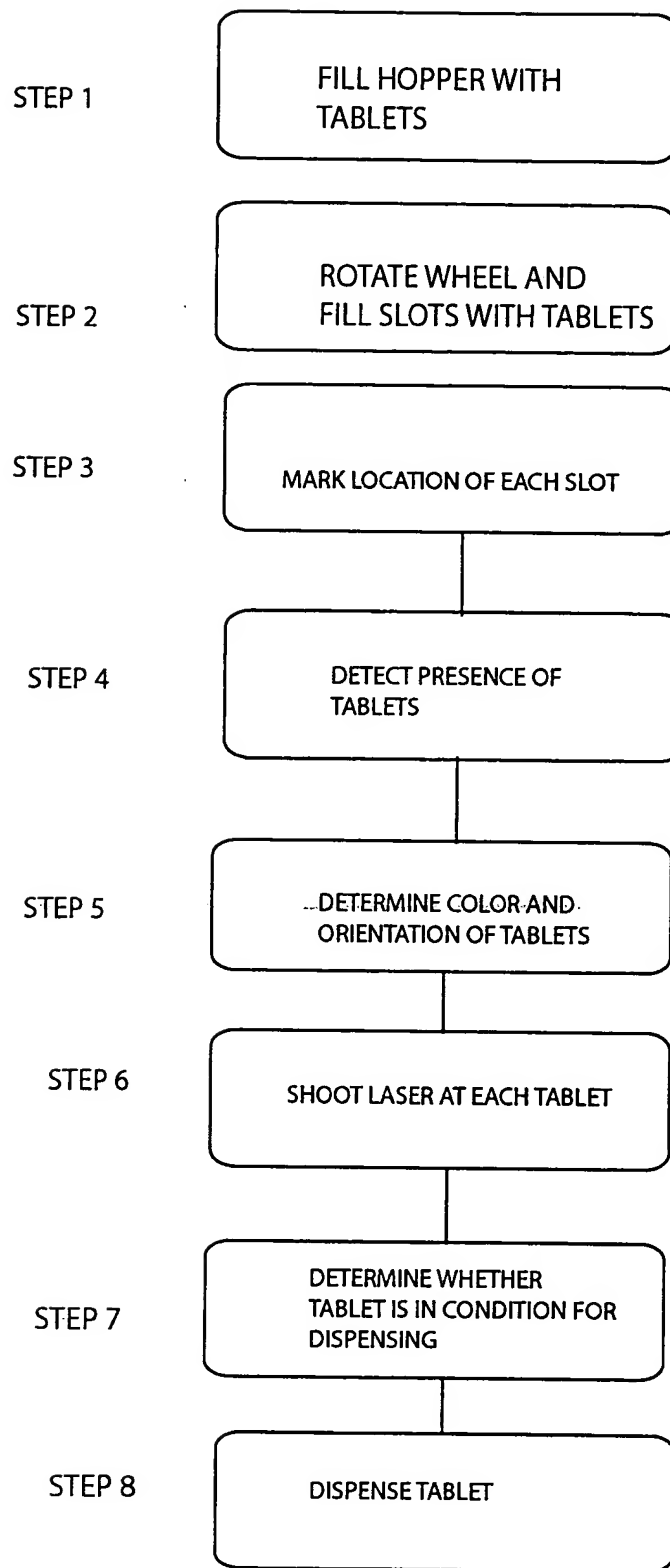 STEP 1
FILL HOPPER WITH
TABLETS
STEP 2
ROTATE WHEEL AND
FILL SLOTS WITH TABLETS
STEP 3
MARK LOCATION OF EACH SLOT
STEP 4
DETECT PRESENCE OF
TABLETS
STEP 5
DETERMINE COLOR AND
ORIENTATION OF TABLETS
STEP 6
SHOOT LASER AT EACH TABLET
STEP 7
DETERMINE WHETHER
TABLET IS IN CONDITION FOR
DISPENSING
STEP 8
DISPENSE TABLET